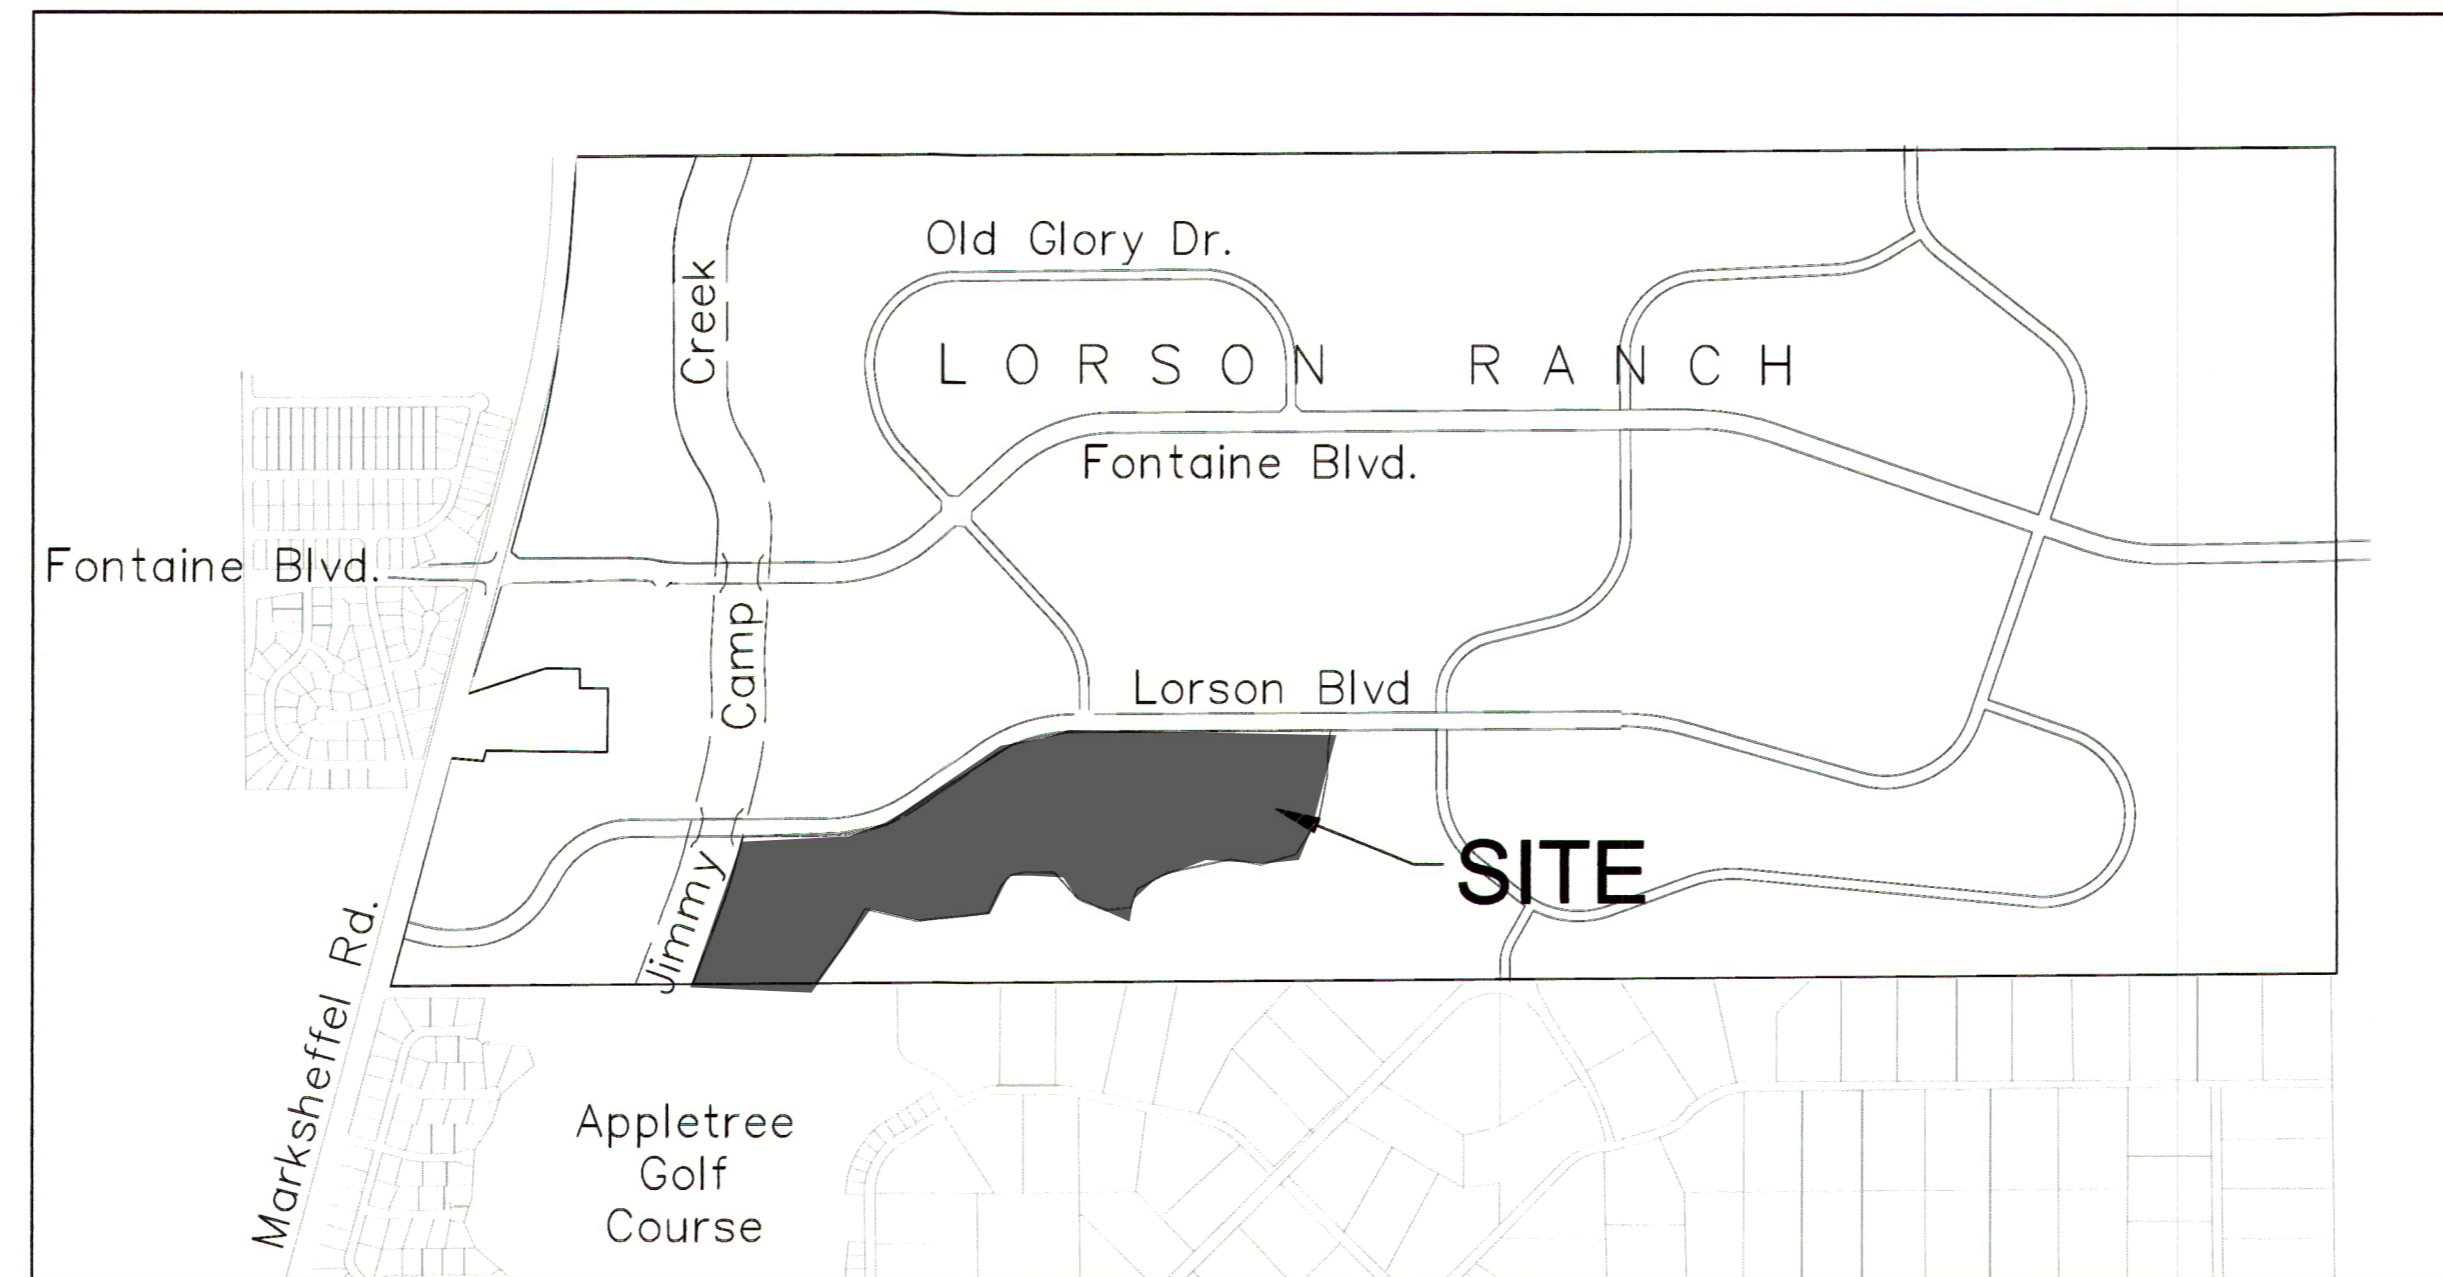 Old Glory Dr.
Creek
LORSON RANCH
Fontaine Blvd.
Fontaine Blvd.
Camp
Lorson Blvd
Jimmy
SITE
Marksheffel Rd.
Appletree
Golf
Course